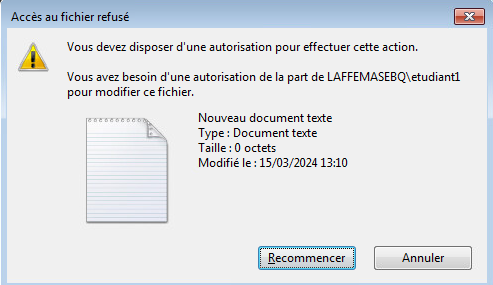 Accès au fichier refusé
Vous devez disposer d'une autorisation pour effectuer cette action.
Vous avez besoin d'une autorisation de la part de LAFFEMASEBQ\etudiant1
pour modifier ce fichier.
Nouveau document texte
Type : Document texte
Taille : 0 octets
Modifié le : 15/03/2024 13:10
Recommencer
Annuler